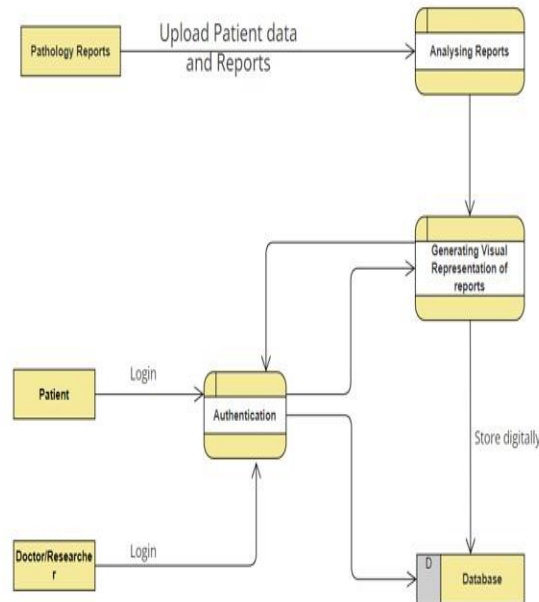 Pathology Reports
Upload Patient data
and Reports
Analysing Reports
Generating Visual
Representation of
reports
Patient
Login
Authentication
Store digitally
Doctor/Researche
r
Login
D
Database